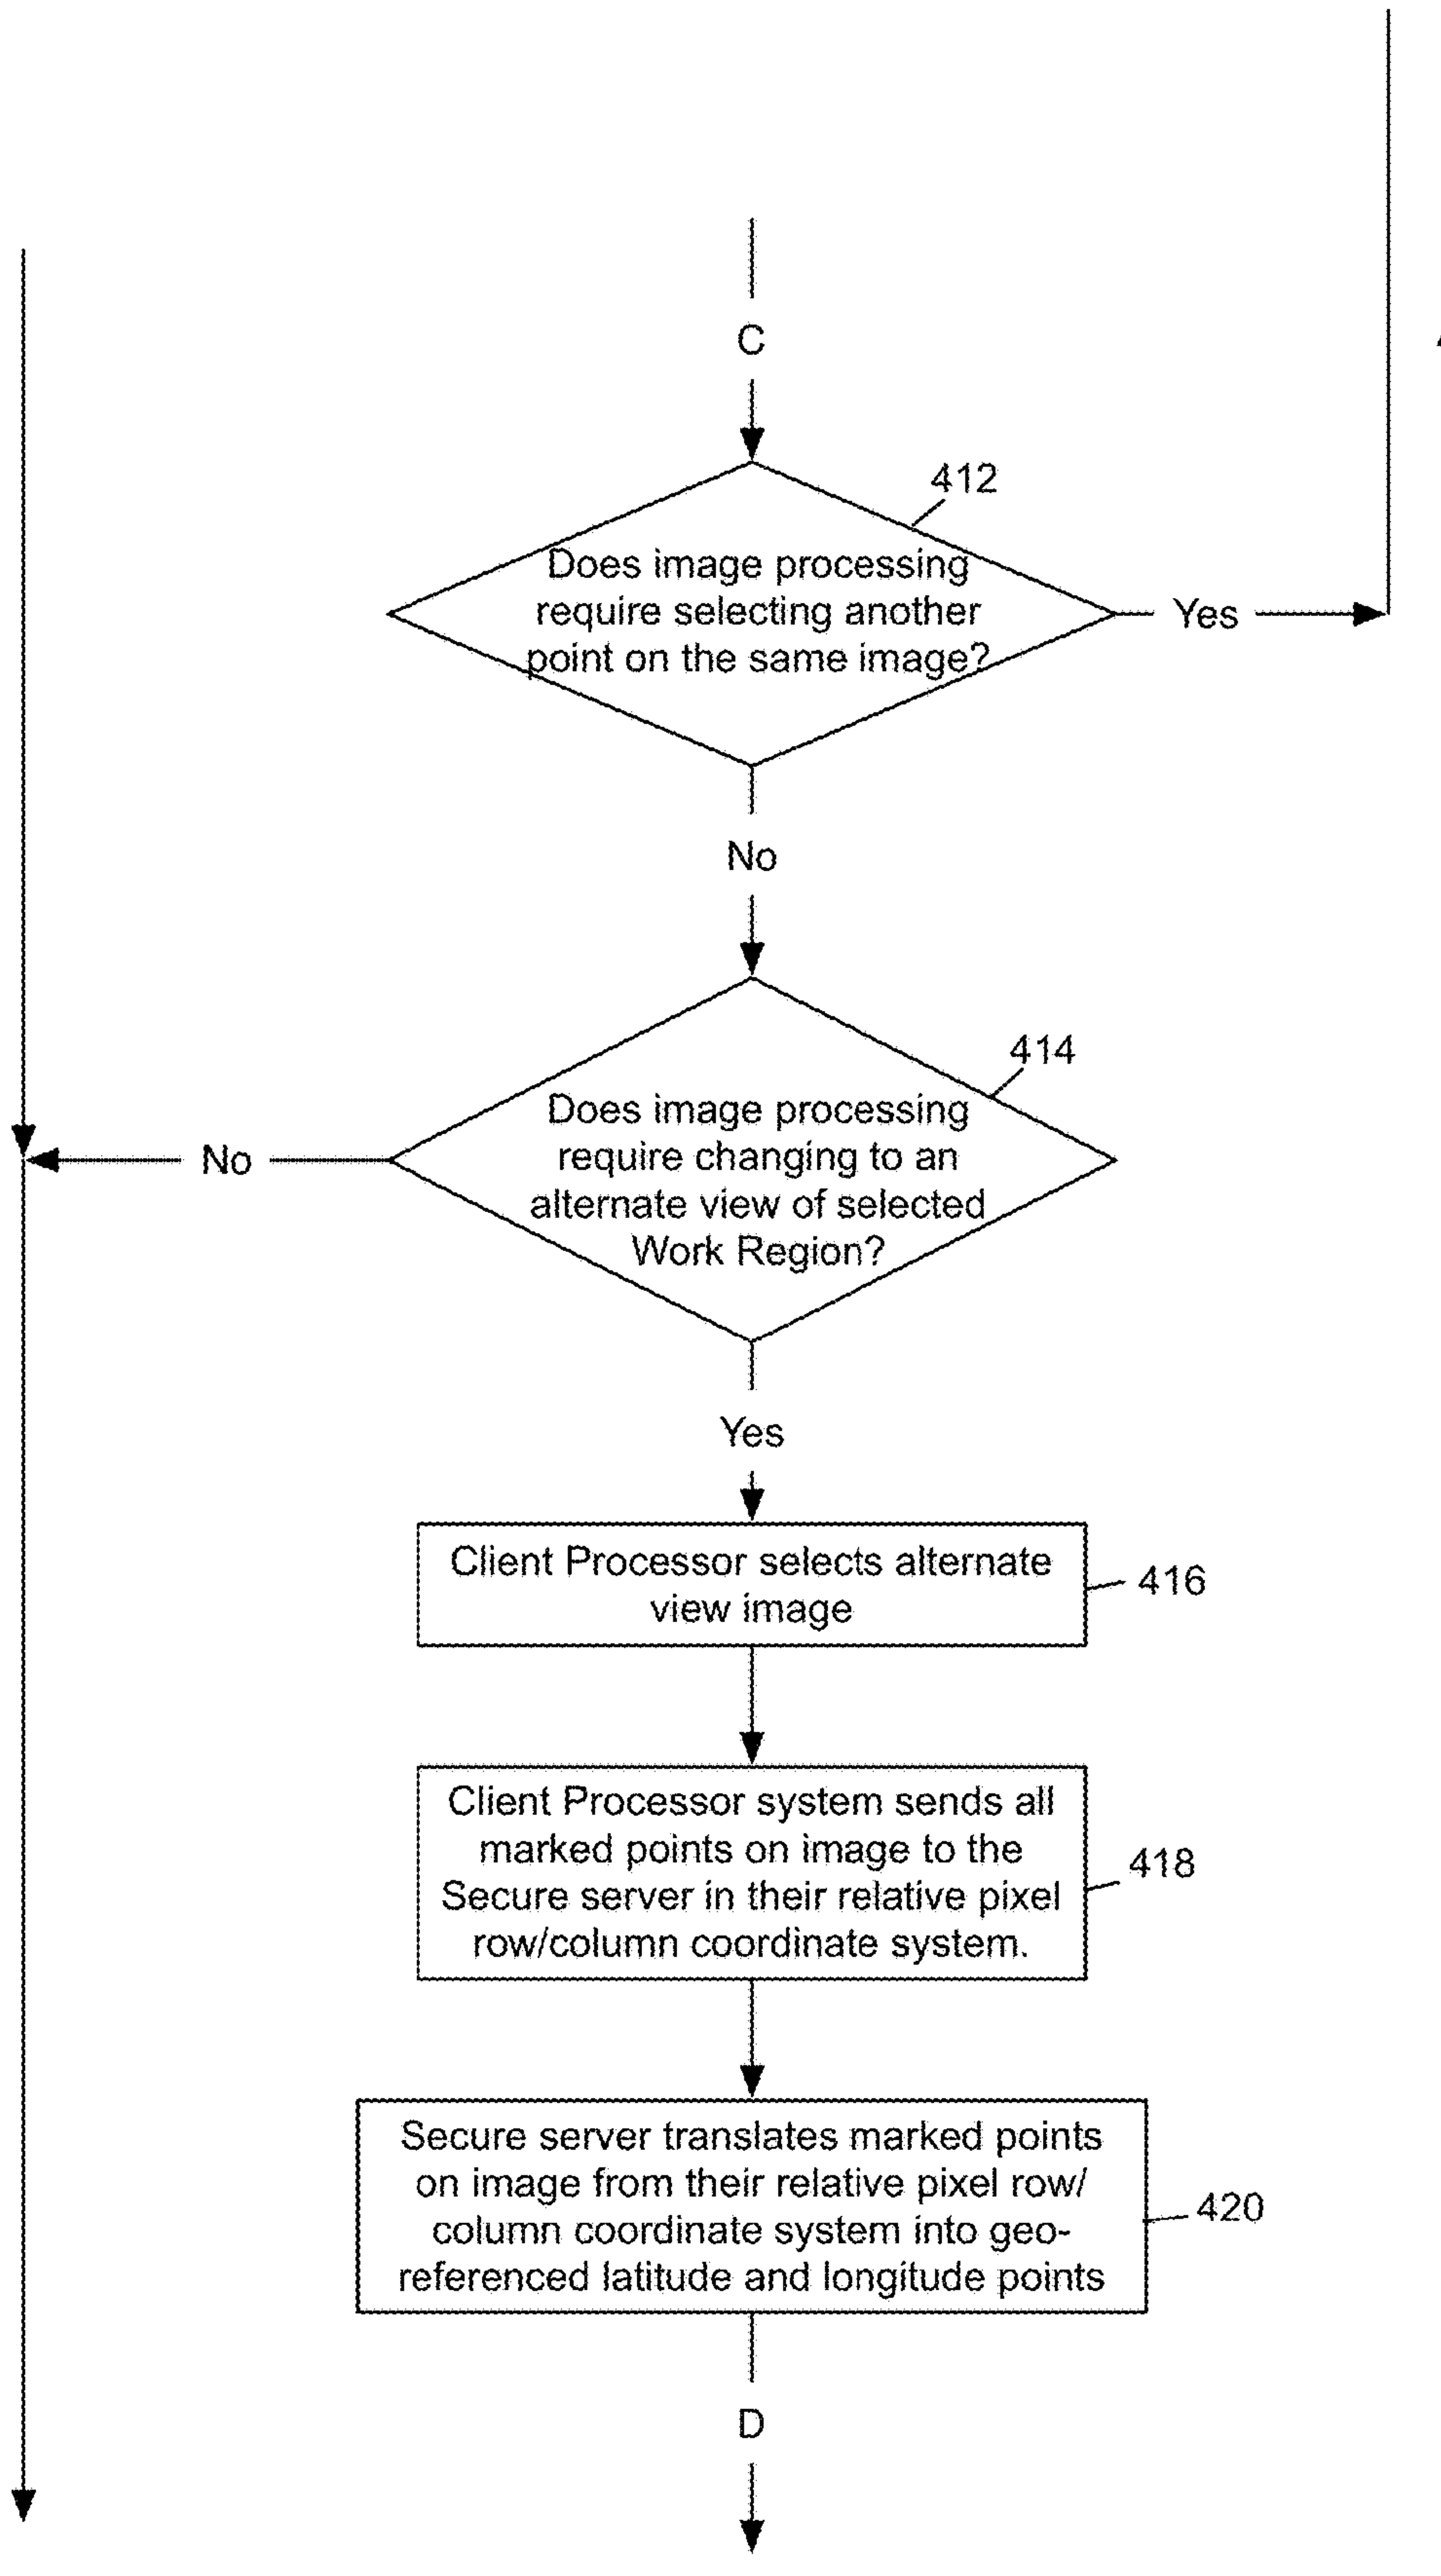 C
412
Does image processing
require selecting another
point on the same image?
Yes
No
414
Does image processing
require changing to an
alternate view of selected
Work Region?
No
Yes
Client Processor selects alternate
view image
416
Client Processor system sends all
marked points on image to the
Secure server in their relative pixel
row/column coordinate system.
418
Secure server translates marked points
on image from their relative pixel row/
column coordinate system into geo-
referenced latitude and longitude points
420
D